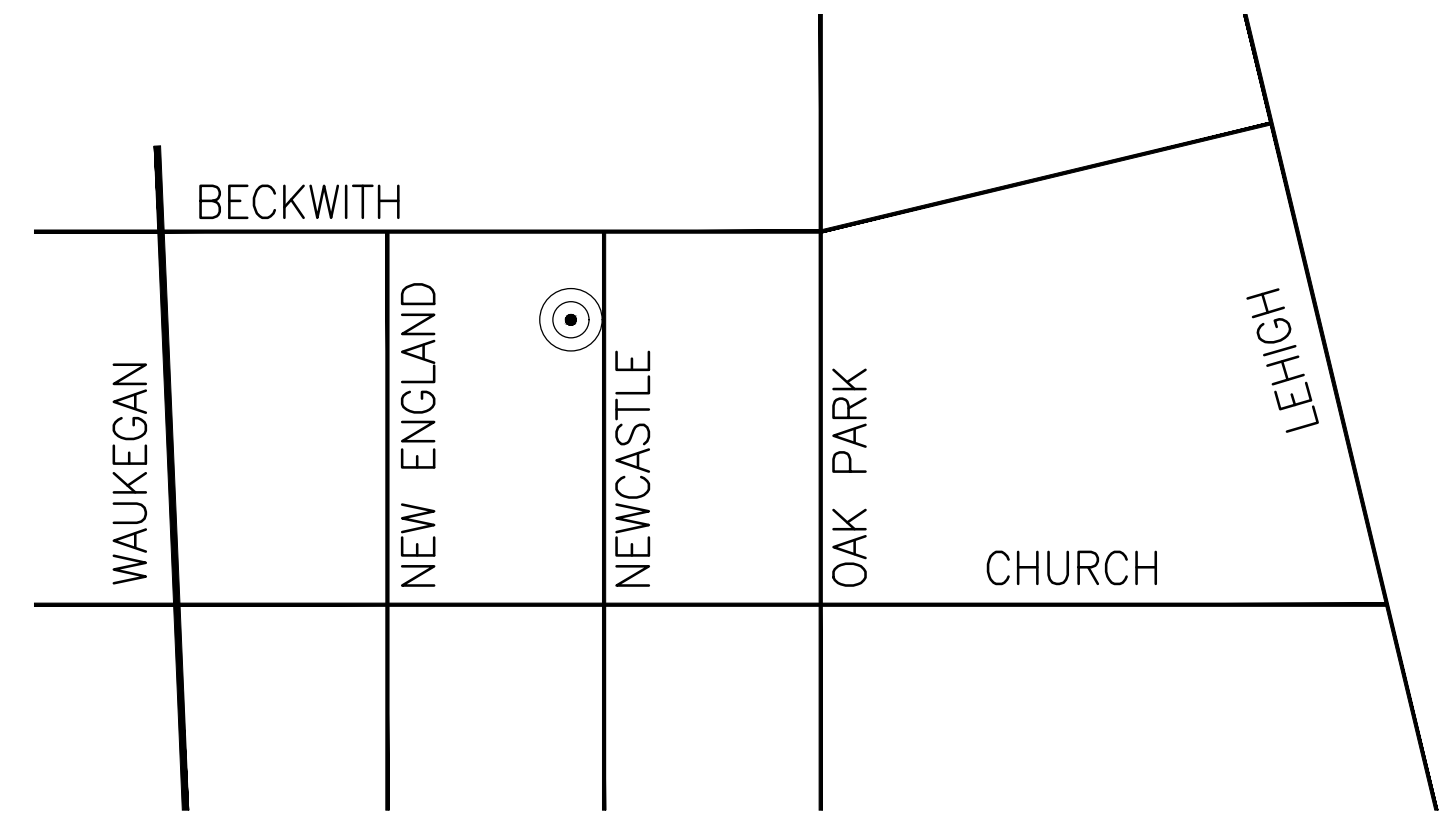 BECKWITH
WAUKEGAN
NEW ENGLAND
NEWCASTLE
OAK PARK
LEHIGH
CHURCH